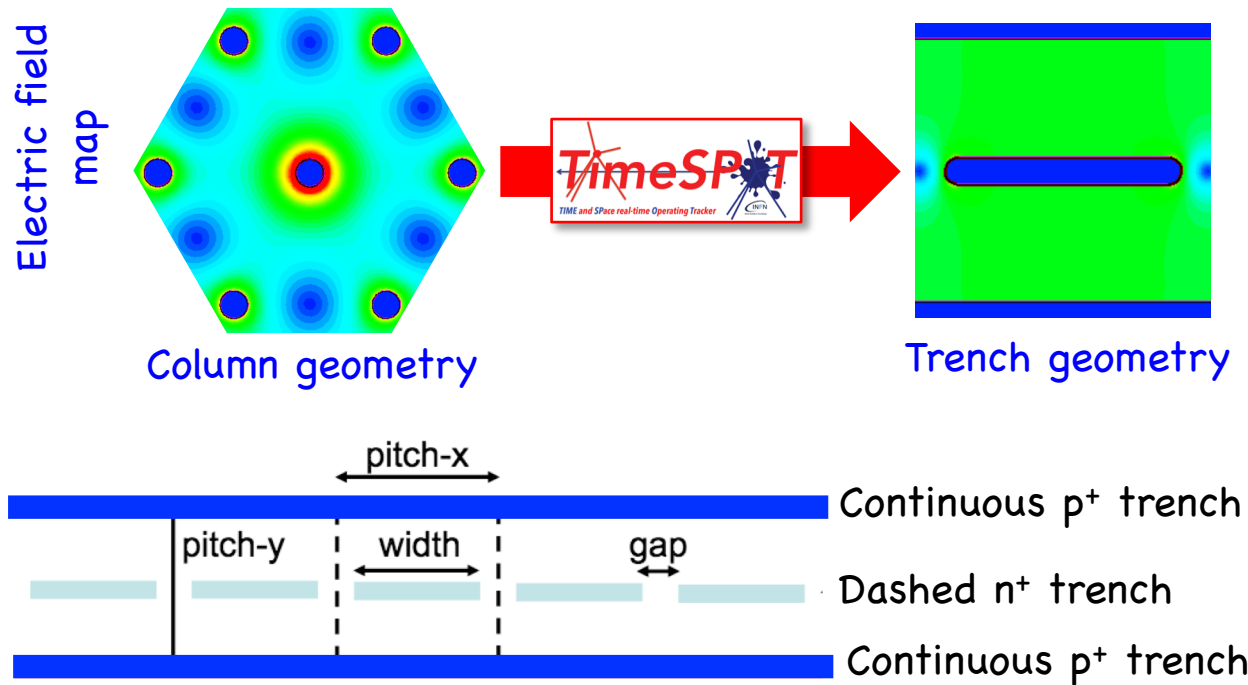 Electric field
map
TimeSPOT
TIME and SPace real-time Operating Tracker
INFN
Column geometry
Trench geometry
pitch-x
Continuous p⁺ trench
pitch-y
width
gap
Dashed n⁺ trench
Continuous p⁺ trench